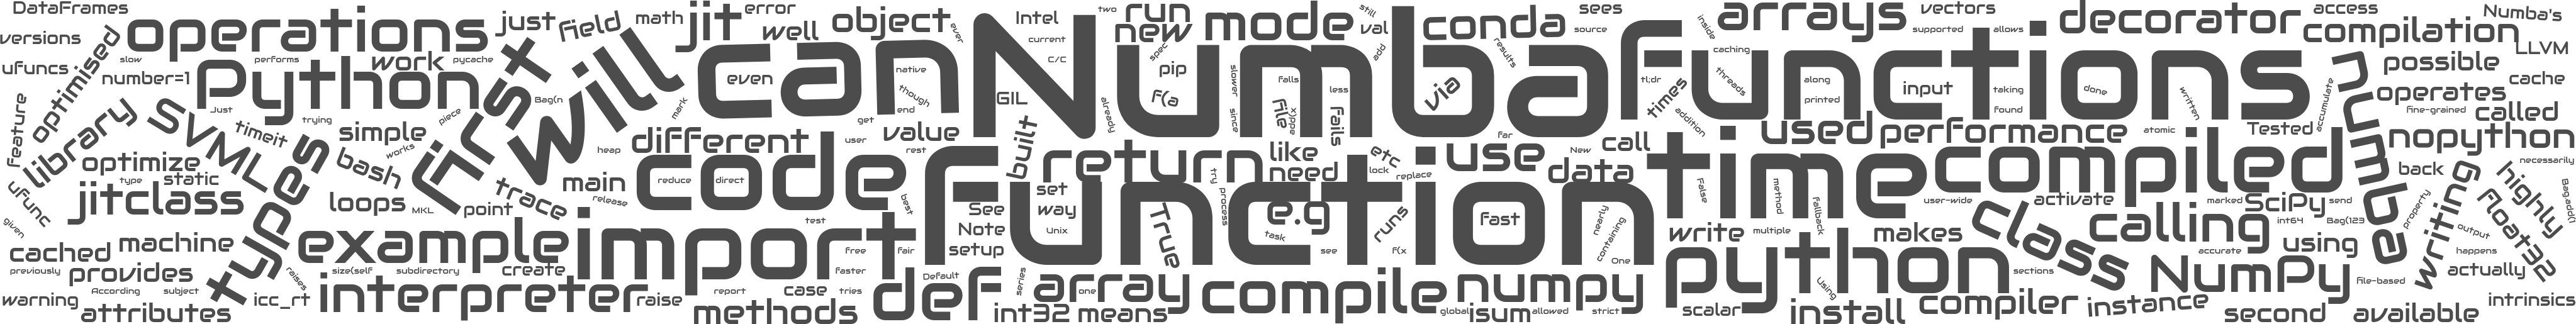 DataFrames
versions
operations
just
field
math
jit
error
well
object
ever
Intel
current
C/C
two
run
new
mode
still
val
conda
sees
source
inside
arrays
vectors
supported
allows
decorator
access
compilation
Numba's
LLVM
ufuncs
slow
optimised
number=1
performs
work
pycache
Python
first
will
can
even
native
though
end
Numba
GIL
already
spec
pip
f(a
slower
since
falls
fill
add(x
less
Fails
add
via
results
tl;dr
times
addition
caching
threads
functions
along
printed
input
taking
found
done
written
accumulate
numba
possible
cache
operates
fine-grained
called
feature
library
SVML
Just
timeit
trying
simple
piece
Bag(n
mark
different
get
user
value
rest
heap
built
return
like
need
etc
lock
replace
far
use
New
call
data
used
performance
atomic
Tested
nopython
necessarily
optimize
type
static
types
bash
works
trace
main
release
code
reduce
direct
best
function
set
way
Unix
try
process
True
e.g
task
see
runs
f(x
fast
nearly
containing
One
time
False
method
multiple
fallback
compiled
user-wide
activate
marked
SciPy
send
int64
Bag(123
property
back
writing
highly
float32
Bag.add()
ufunc
given
jitclass
loops
MKL
point
See
Note
setup
test
write
makes
class
calling
accurate
using
output
happens
actually
cached
previously
machine
provides
raises
example
size(self
subdirectory
create
import
free
fair
faster
python
Using
sections
NumPy
file-based
intrinsics
warning
According
subject
attributes
icc_rt
interpreter
raise
report
case
tries
methods
Default
def
series
int32
one
array
means
compile
global
isum
allowed
numpy
strict
scalar
install
compiler
instance
second
available